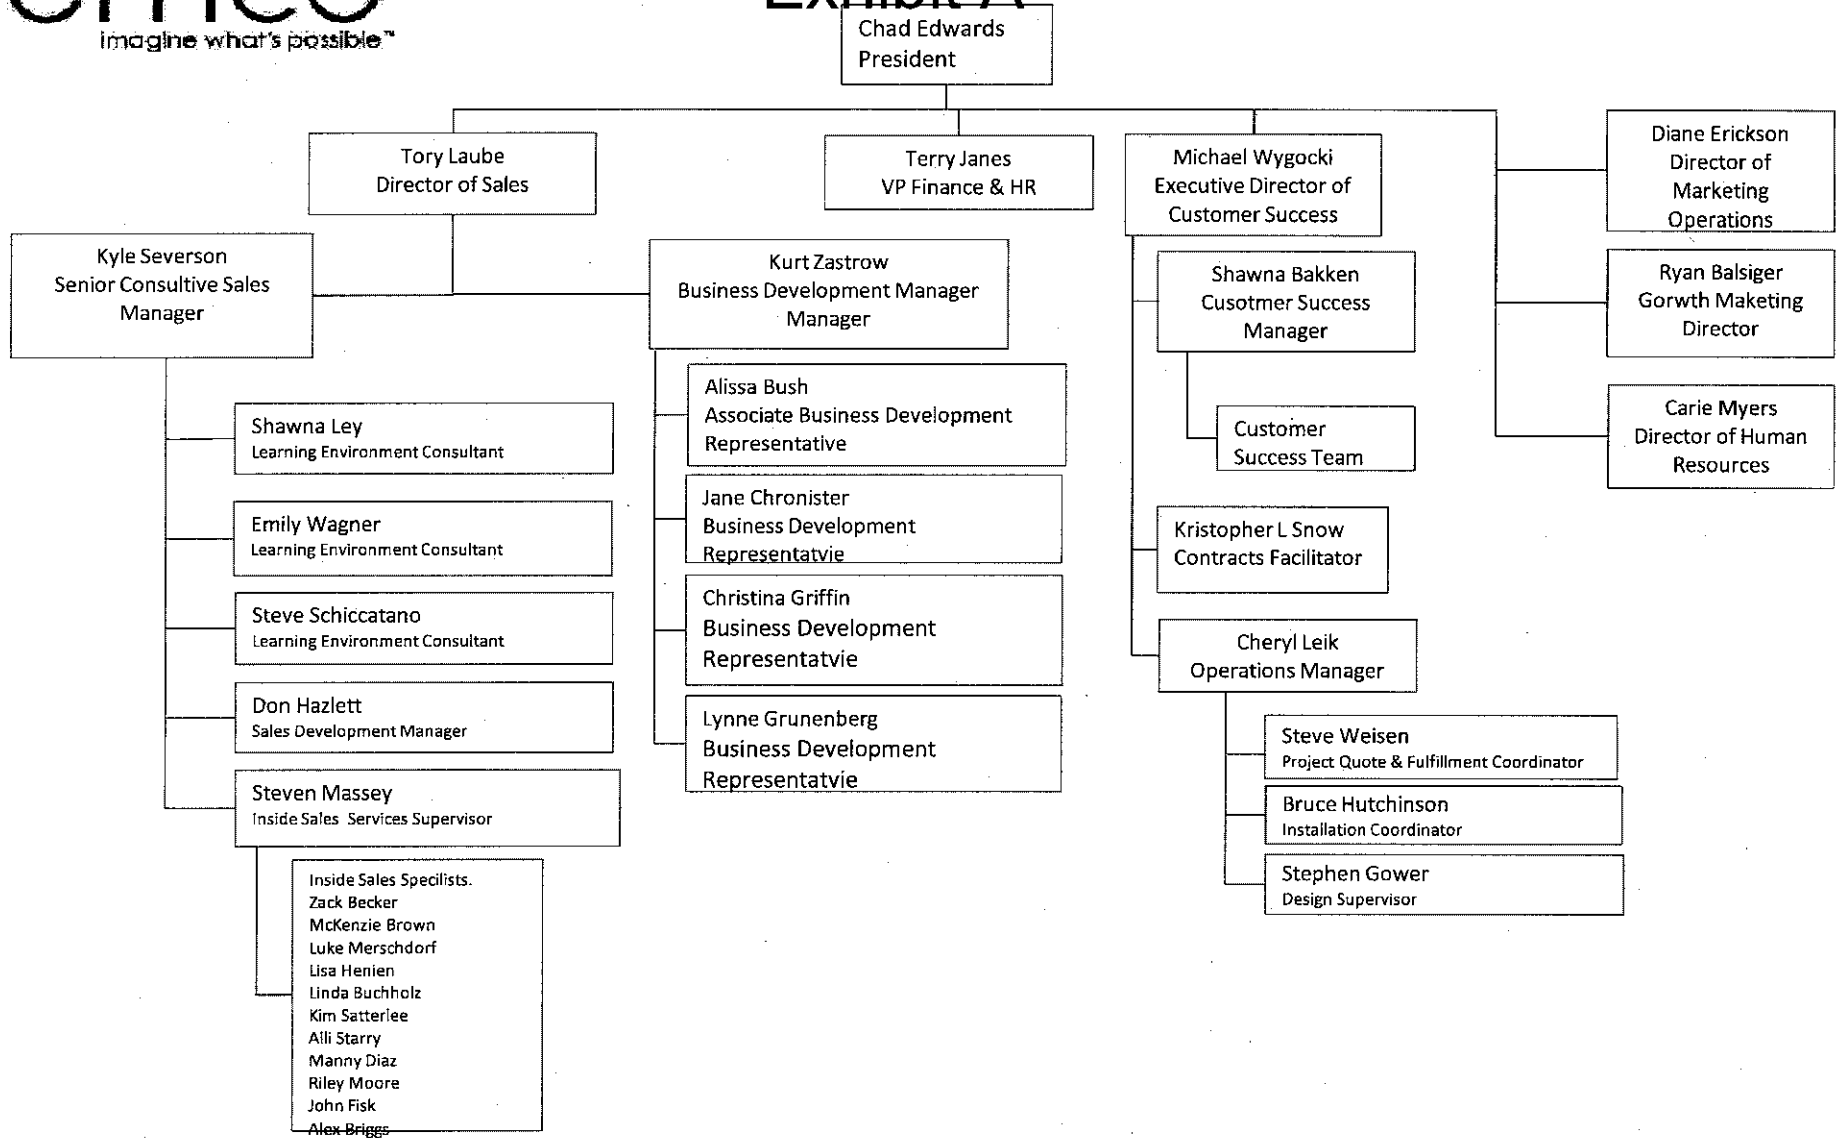 imagine what's possible™
Exhibit A
Chad Edwards
President
Tory Laube
Director of Sales
Terry Janes
VP Finance & HR
Michael Wygocki
Executive Director of
Customer Success
Diane Erickson
Director of
Marketing
Operations
Kyle Severson
Senior Consultive Sales
Manager
Kurt Zastrow
Business Development Manager
Manager
Shawna Bakken
Cusotmer Success
Manager
Ryan Balsiger
Gorwth Maketing
Director
Alissa Bush
Associate Business Development
Representative
Carie Myers
Director of Human
Resources
Shawna Ley
Learning Environment Consultant
Customer
Success Team
Jane Chronister
Business Development
Representatvie
Emily Wagner
Learning Environment Consultant
Kristopher L Snow
Contracts Facilitator
Christina Griffin
Business Development
Representatvie
Steve Schiccatano
Learning Environment Consultant
Cheryl Leik
Operations Manager
Don Hazlett
Sales Development Manager
Lynne Grunenberg
Business Development
Representatvie
Steve Weisen
Project Quote & Fulfillment Coordinator
Steven Massey
Inside Sales Services Supervisor
Bruce Hutchinson
Installation Coordinator
Stephen Gower
Design Supervisor
Inside Sales Specilists.
Zack Becker
McKenzie Brown
Luke Merschdorf
Lisa Henien
Linda Buchholz
Kim Satterlee
Alli Starry
Manny Diaz
Riley Moore
John Fisk
Alex Briggs